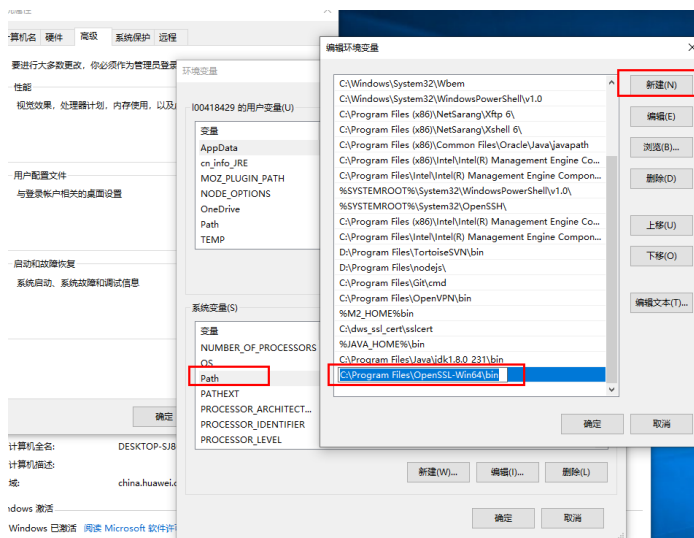 计算机名 硬件 高级 系统保护 远程
要进行大多数更改，你必须作为管理员登录
性能
视觉效果，处理器计划，内存使用，以及
用户配置文件
与登录帐户相关的桌面设置
启动和故障恢复
系统启动、系统故障和调试信息
确定
计算机全名: DESKTOP-SJ8
计算机描述:
域: china.huawei.c
Windows 激活
Windows 已激活 阅读 Microsoft 软件许可
环境变量
l00418429 的用户变量(U)
变量
AppData
cn_info_JRE
MOZ_PLUGIN_PATH
NODE_OPTIONS
OneDrive
Path
TEMP
系统变量(S)
变量
NUMBER_OF_PROCESSORS
OS
Path
PATHEXT
PROCESSOR_ARCHITECT...
PROCESSOR_IDENTIFIER
PROCESSOR_LEVEL
新建(W)... 编辑(I)... 删除(L)
确定 取消
编辑环境变量
C:\Windows\System32\Wbem
C:\Windows\System32\WindowsPowerShell\v1.0
C:\Program Files (x86)\NetSarang\Xftp 6\
C:\Program Files (x86)\NetSarang\Xshell 6\
C:\Program Files (x86)\Common Files\Oracle\Java\javapath
C:\Program Files (x86)\Intel\Intel(R) Management Engine Co...
C:\Program Files\Intel\Intel(R) Management Engine Compon...
%SYSTEMROOT%\System32\WindowsPowerShell\v1.0\
%SYSTEMROOT%\System32\OpenSSH\
C:\Program Files (x86)\Intel\Intel(R) Management Engine Co...
C:\Program Files\Intel\Intel(R) Management Engine Compon...
D:\Program Files\TortoiseSVN\bin
D:\Program Files\nodejs\
C:\Program Files\Git\cmd
C:\Program Files\OpenVPN\bin
%M2_HOME%bin
C:\dws_ssl_cert\sslcert
%JAVA_HOME%\bin
C:\Program Files\Java\jdk1.8.0_231\bin
C:\Program Files\OpenSSL-Win64\bin
新建(N)
编辑(E)
浏览(B)...
删除(D)
上移(U)
下移(O)
编辑文本(T)...
确定 取消